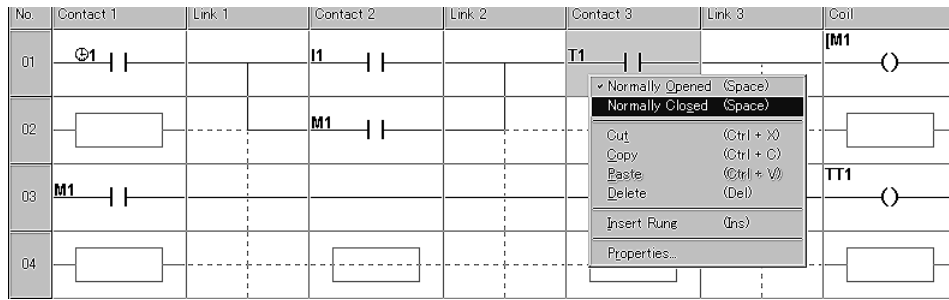 No. Contact 1 Link 1 Contact 2 Link 2 Contact 3 Link 3 Coil
01 1 I1 T1 [M1
✓ Normally Opened (Space)
Normally Closed (Space)
02 M1
Cut (Ctrl + X)
Copy (Ctrl + C)
Paste (Ctrl + V)
Delete (Del)
03 M1 TT1
Insert Rung (Ins)
Properties...
04